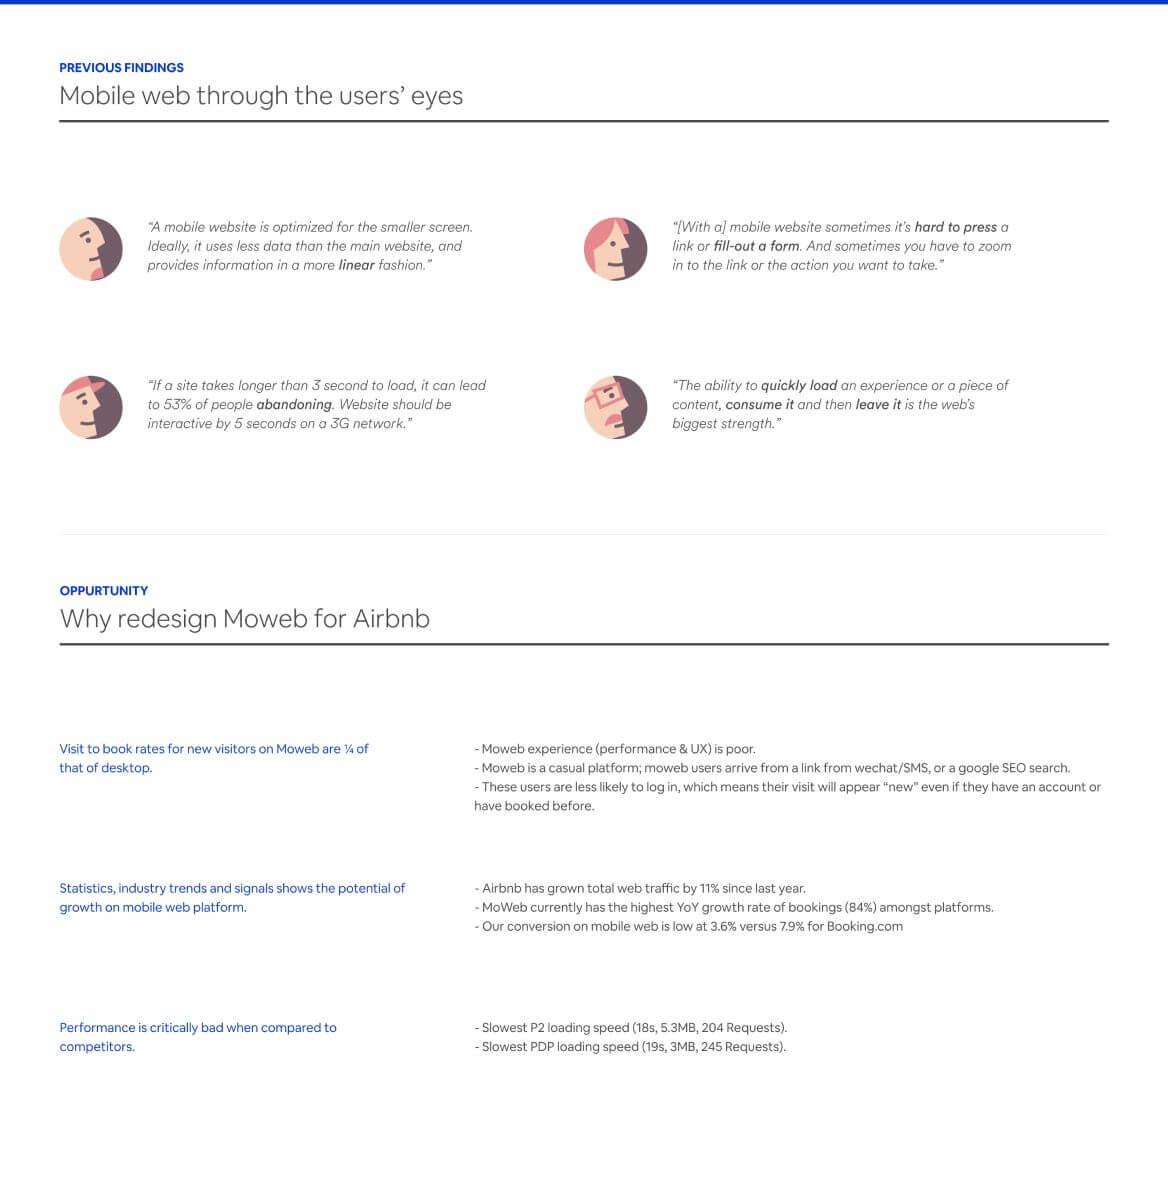 PREVIOUS FINDINGS
Mobile web through the users’ eyes
“A mobile website is optimized for the smaller screen.
Ideally, it uses less data than the main website, and
provides information in a more linear fashion.”
“[With a] mobile website sometimes it’s hard to press a
link or fill-out a form. And sometimes you have to zoom
in to the link or the action you want to take.”
“If a site takes longer than 3 second to load, it can lead
to 53% of people abandoning. Website should be
interactive by 5 seconds on a 3G network.”
“The ability to quickly load an experience or a piece of
content, consume it and then leave it is the web’s
biggest strength.”
OPPURTUNITY
Why redesign Moweb for Airbnb
Visit to book rates for new visitors on Moweb are ¼ of
that of desktop.
- Moweb experience (performance & UX) is poor.
- Moweb is a casual platform; moweb users arrive from a link from wechat/SMS, or a google SEO search.
- These users are less likely to log in, which means their visit will appear “new” even if they have an account or
have booked before.
Statistics, industry trends and signals shows the potential of
growth on mobile web platform.
- Airbnb has grown total web traffic by 11% since last year.
- MoWeb currently has the highest YoY growth rate of bookings (84%) amongst platforms.
- Our conversion on mobile web is low at 3.6% versus 7.9% for Booking.com
Performance is critically bad when compared to
competitors.
- Slowest P2 loading speed (18s, 5.3MB, 204 Requests).
- Slowest PDP loading speed (19s, 3MB, 245 Requests).